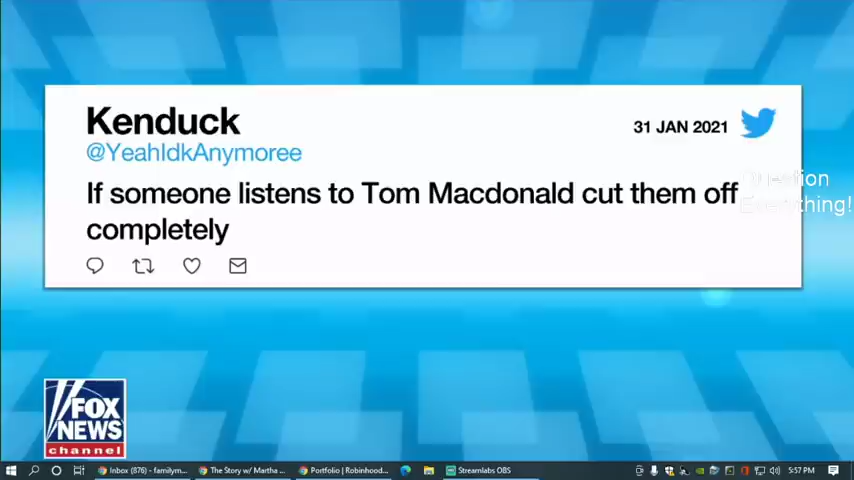 Kenduck
31 JAN 2021
@YeahIdkAnymoree
If someone listens to Tom Macdonald cut them off
completely
Question
Everything!
FOX
NEWS
channel
Inbox (876) - familym...
The Story w/ Martha ...
Portfolio | Robinhood...
Streamlabs OBS
5:57 PM